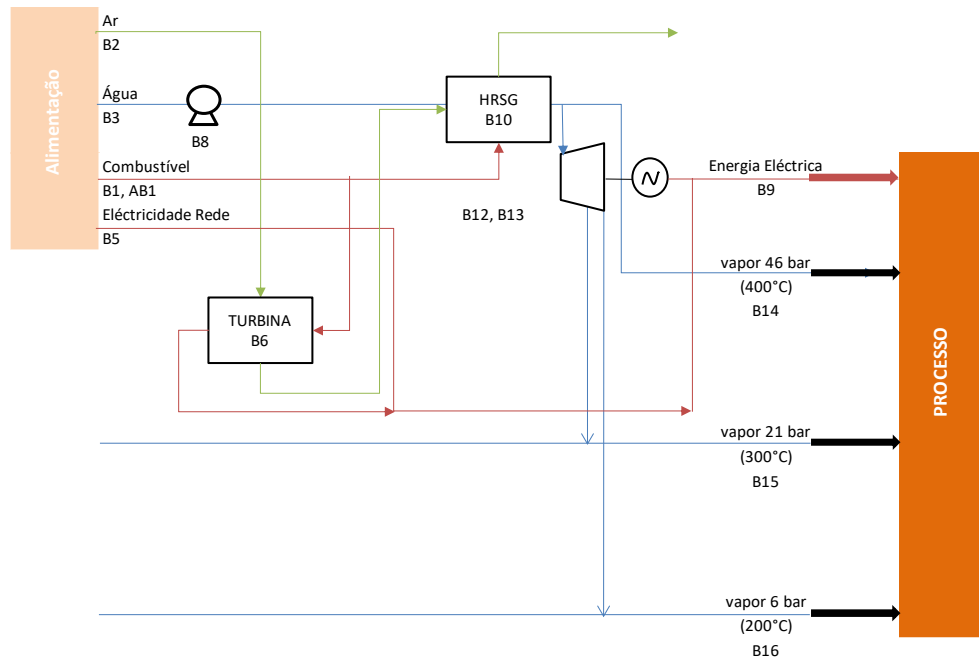 Alimentação
Ar
B2
Água
B3
B8
Combustível
B1, AB1
Eléctricidade Rede
B5
HRSG
B10
B12, B13
TURBINA
B6
Energia Eléctrica
B9
vapor 46 bar
(400°C)
B14
vapor 21 bar
(300°C)
B15
vapor 6 bar
(200°C)
B16
PROCESSO